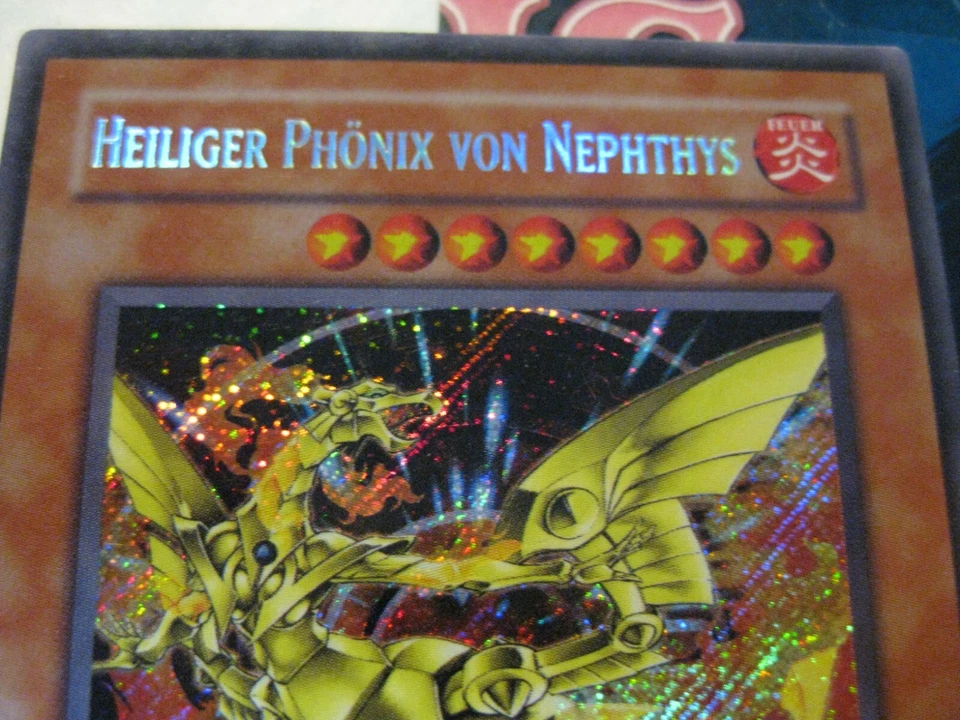 HEILIGER PHÖNIX VON NEPHTHYS
FEUER
炎